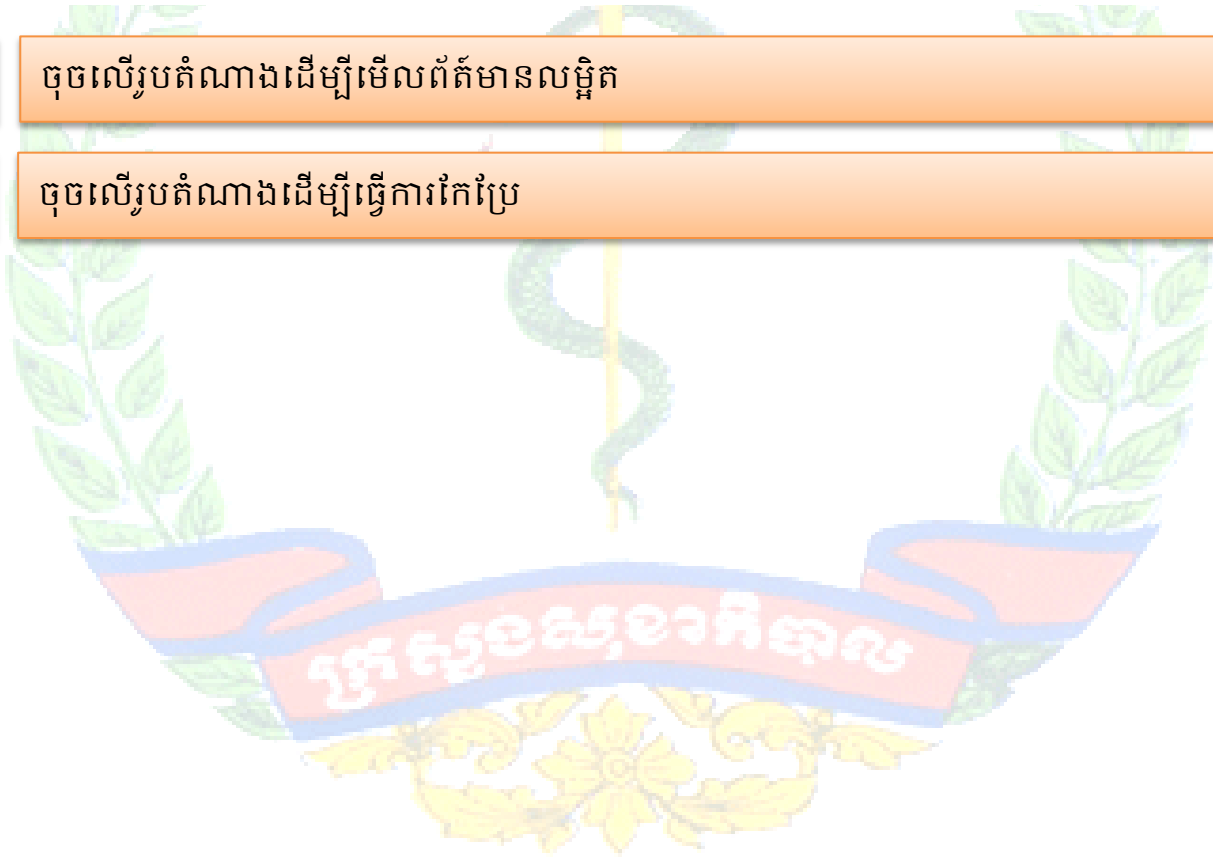 ចុចលើរូបតំណាងដើម្បីមើលព័ត៍មានលម្អិត
ចុចលើរូបតំណាងដើម្បីធ្វើការកែប្រែ
ក្រសួងសុខាភិបាល